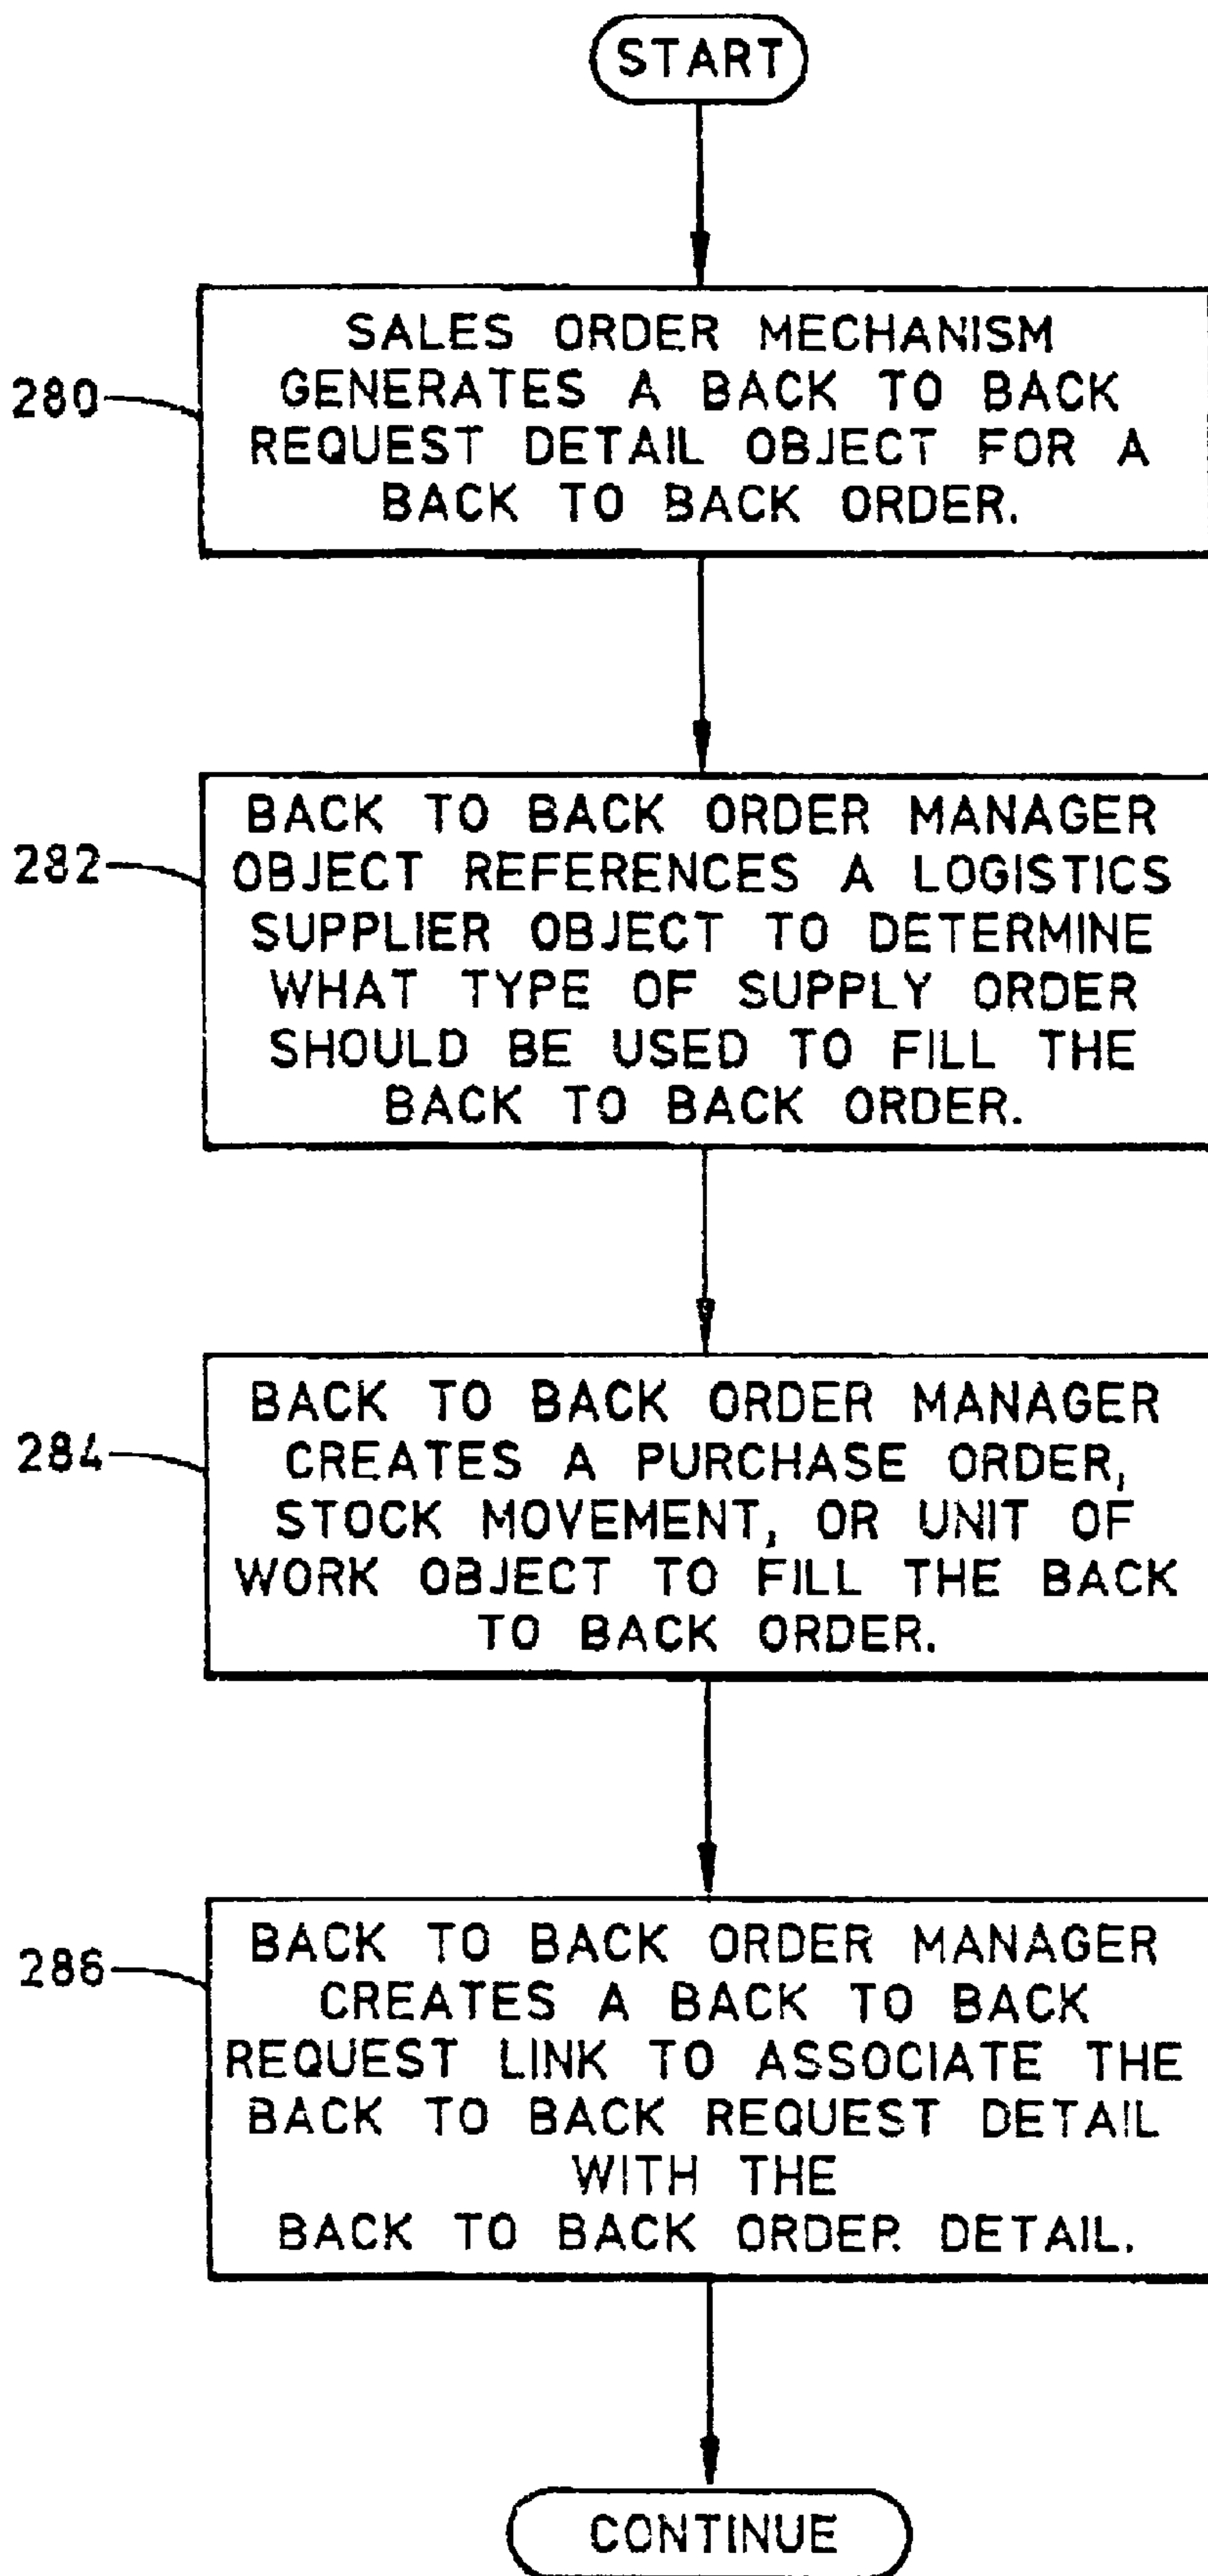 START
SALES ORDER MECHANISM
280
GENERATES A BACK TO BACK
REQUEST DETAIL OBJECT FOR A
BACK TO BACK ORDER.
BACK TO BACK ORDER MANAGER
282
OBJECT REFERENCES A LOGISTICS
SUPPLIER OBJECT TO DETERMINE
WHAT TYPE OF SUPPLY ORDER
SHOULD BE USED TO FILL THE
BACK TO BACK ORDER.
BACK TO BACK ORDER MANAGER
284
CREATES A PURCHASE ORDER,
STOCK MOVEMENT, OR UNIT OF
WORK OBJECT TO FILL THE BACK
TO BACK ORDER.
BACK TO BACK ORDER MANAGER
286
CREATES A BACK TO BACK
REQUEST LINK TO ASSOCIATE THE
BACK TO BACK REQUEST DETAIL
WITH THE
BACK TO BACK ORDER DETAIL.
CONTINUE